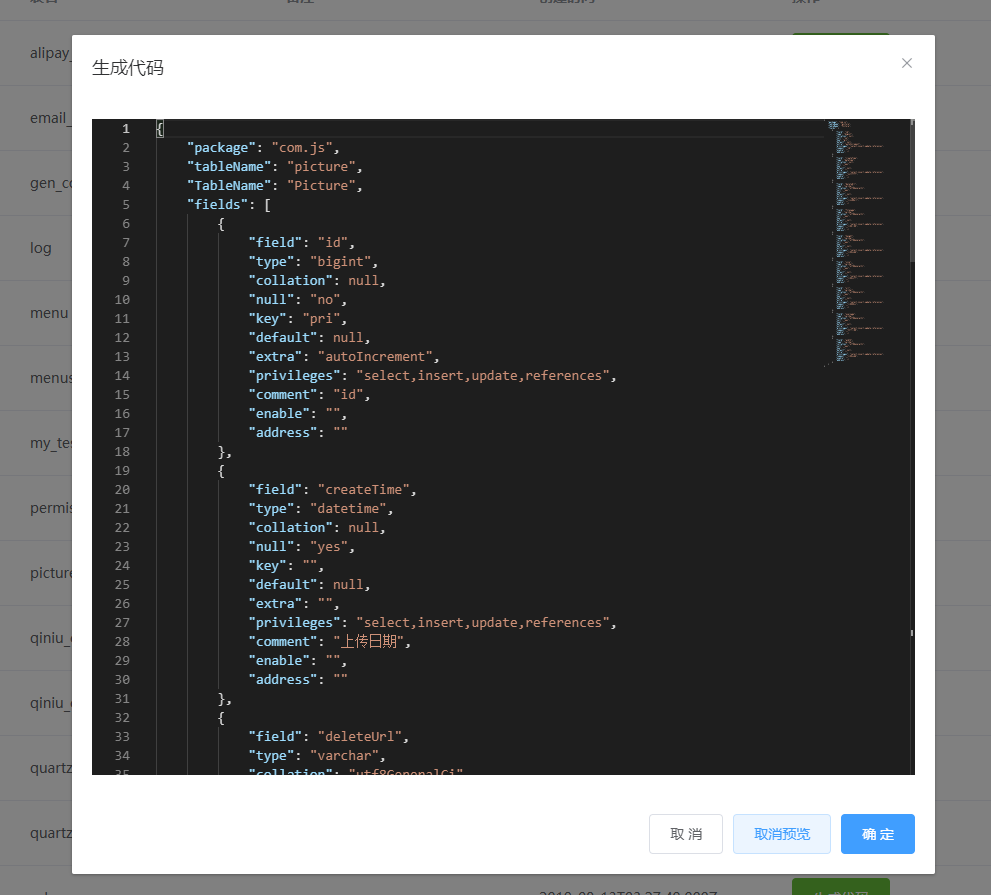 alipay_
email_
gen_co
log
menu
menus
my_tes
permis
picture
qiniu_
qiniu_
quartz
quartz
生成代码
1 {
2 "package": "com.js",
3 "tableName": "picture",
4 "TableName": "Picture",
5 "fields": [
6 {
7 "field": "id",
8 "type": "bigint",
9 "collation": null,
10 "null": "no",
11 "key": "pri",
12 "default": null,
13 "extra": "autoIncrement",
14 "privileges": "select,insert,update,references",
15 "comment": "id",
16 "enable": "",
17 "address": ""
18 },
19 {
20 "field": "createTime",
21 "type": "datetime",
22 "collation": null,
23 "null": "yes",
24 "key": "",
25 "default": null,
26 "extra": "",
27 "privileges": "select,insert,update,references",
28 "comment": "上传日期",
29 "enable": "",
30 "address": ""
31 },
32 {
33 "field": "deleteUrl",
34 "type": "varchar",
35 "collation": "utf8GeneralCi",
取 消
取消预览
确 定